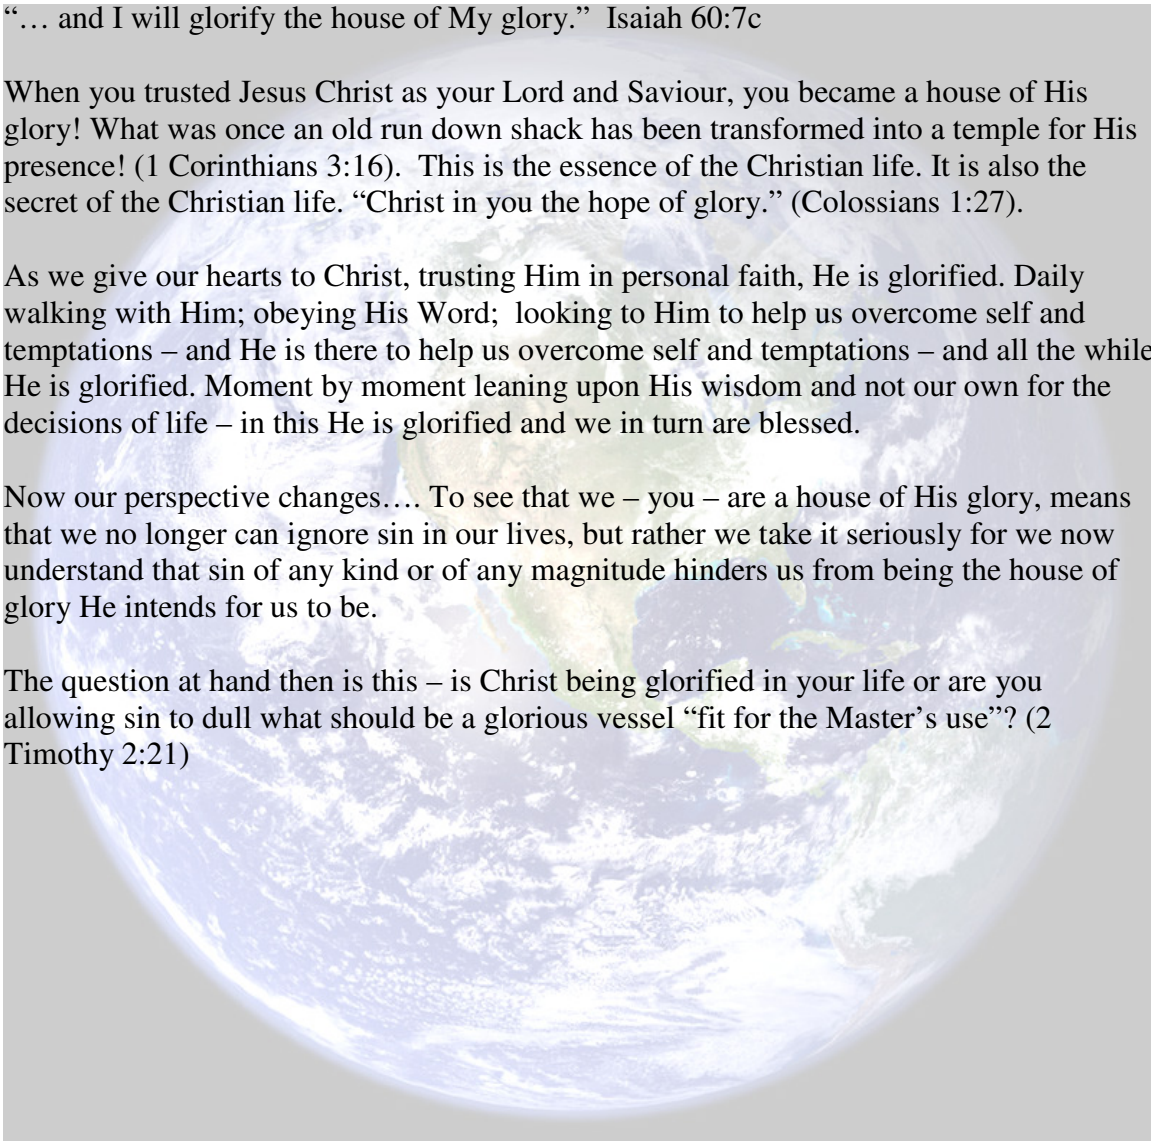 “… and I will glorify the house of My glory.”  Isaiah 60:7c
When you trusted Jesus Christ as your Lord and Saviour, you became a house of His
glory! What was once an old run down shack has been transformed into a temple for His
presence! (1 Corinthians 3:16).  This is the essence of the Christian life. It is also the
secret of the Christian life. “Christ in you the hope of glory.” (Colossians 1:27).
As we give our hearts to Christ, trusting Him in personal faith, He is glorified. Daily
walking with Him; obeying His Word;  looking to Him to help us overcome self and
temptations – and He is there to help us overcome self and temptations – and all the while
He is glorified. Moment by moment leaning upon His wisdom and not our own for the
decisions of life – in this He is glorified and we in turn are blessed.
Now our perspective changes…. To see that we – you – are a house of His glory, means
that we no longer can ignore sin in our lives, but rather we take it seriously for we now
understand that sin of any kind or of any magnitude hinders us from being the house of
glory He intends for us to be.
The question at hand then is this – is Christ being glorified in your life or are you
allowing sin to dull what should be a glorious vessel “fit for the Master’s use”? (2
Timothy 2:21)